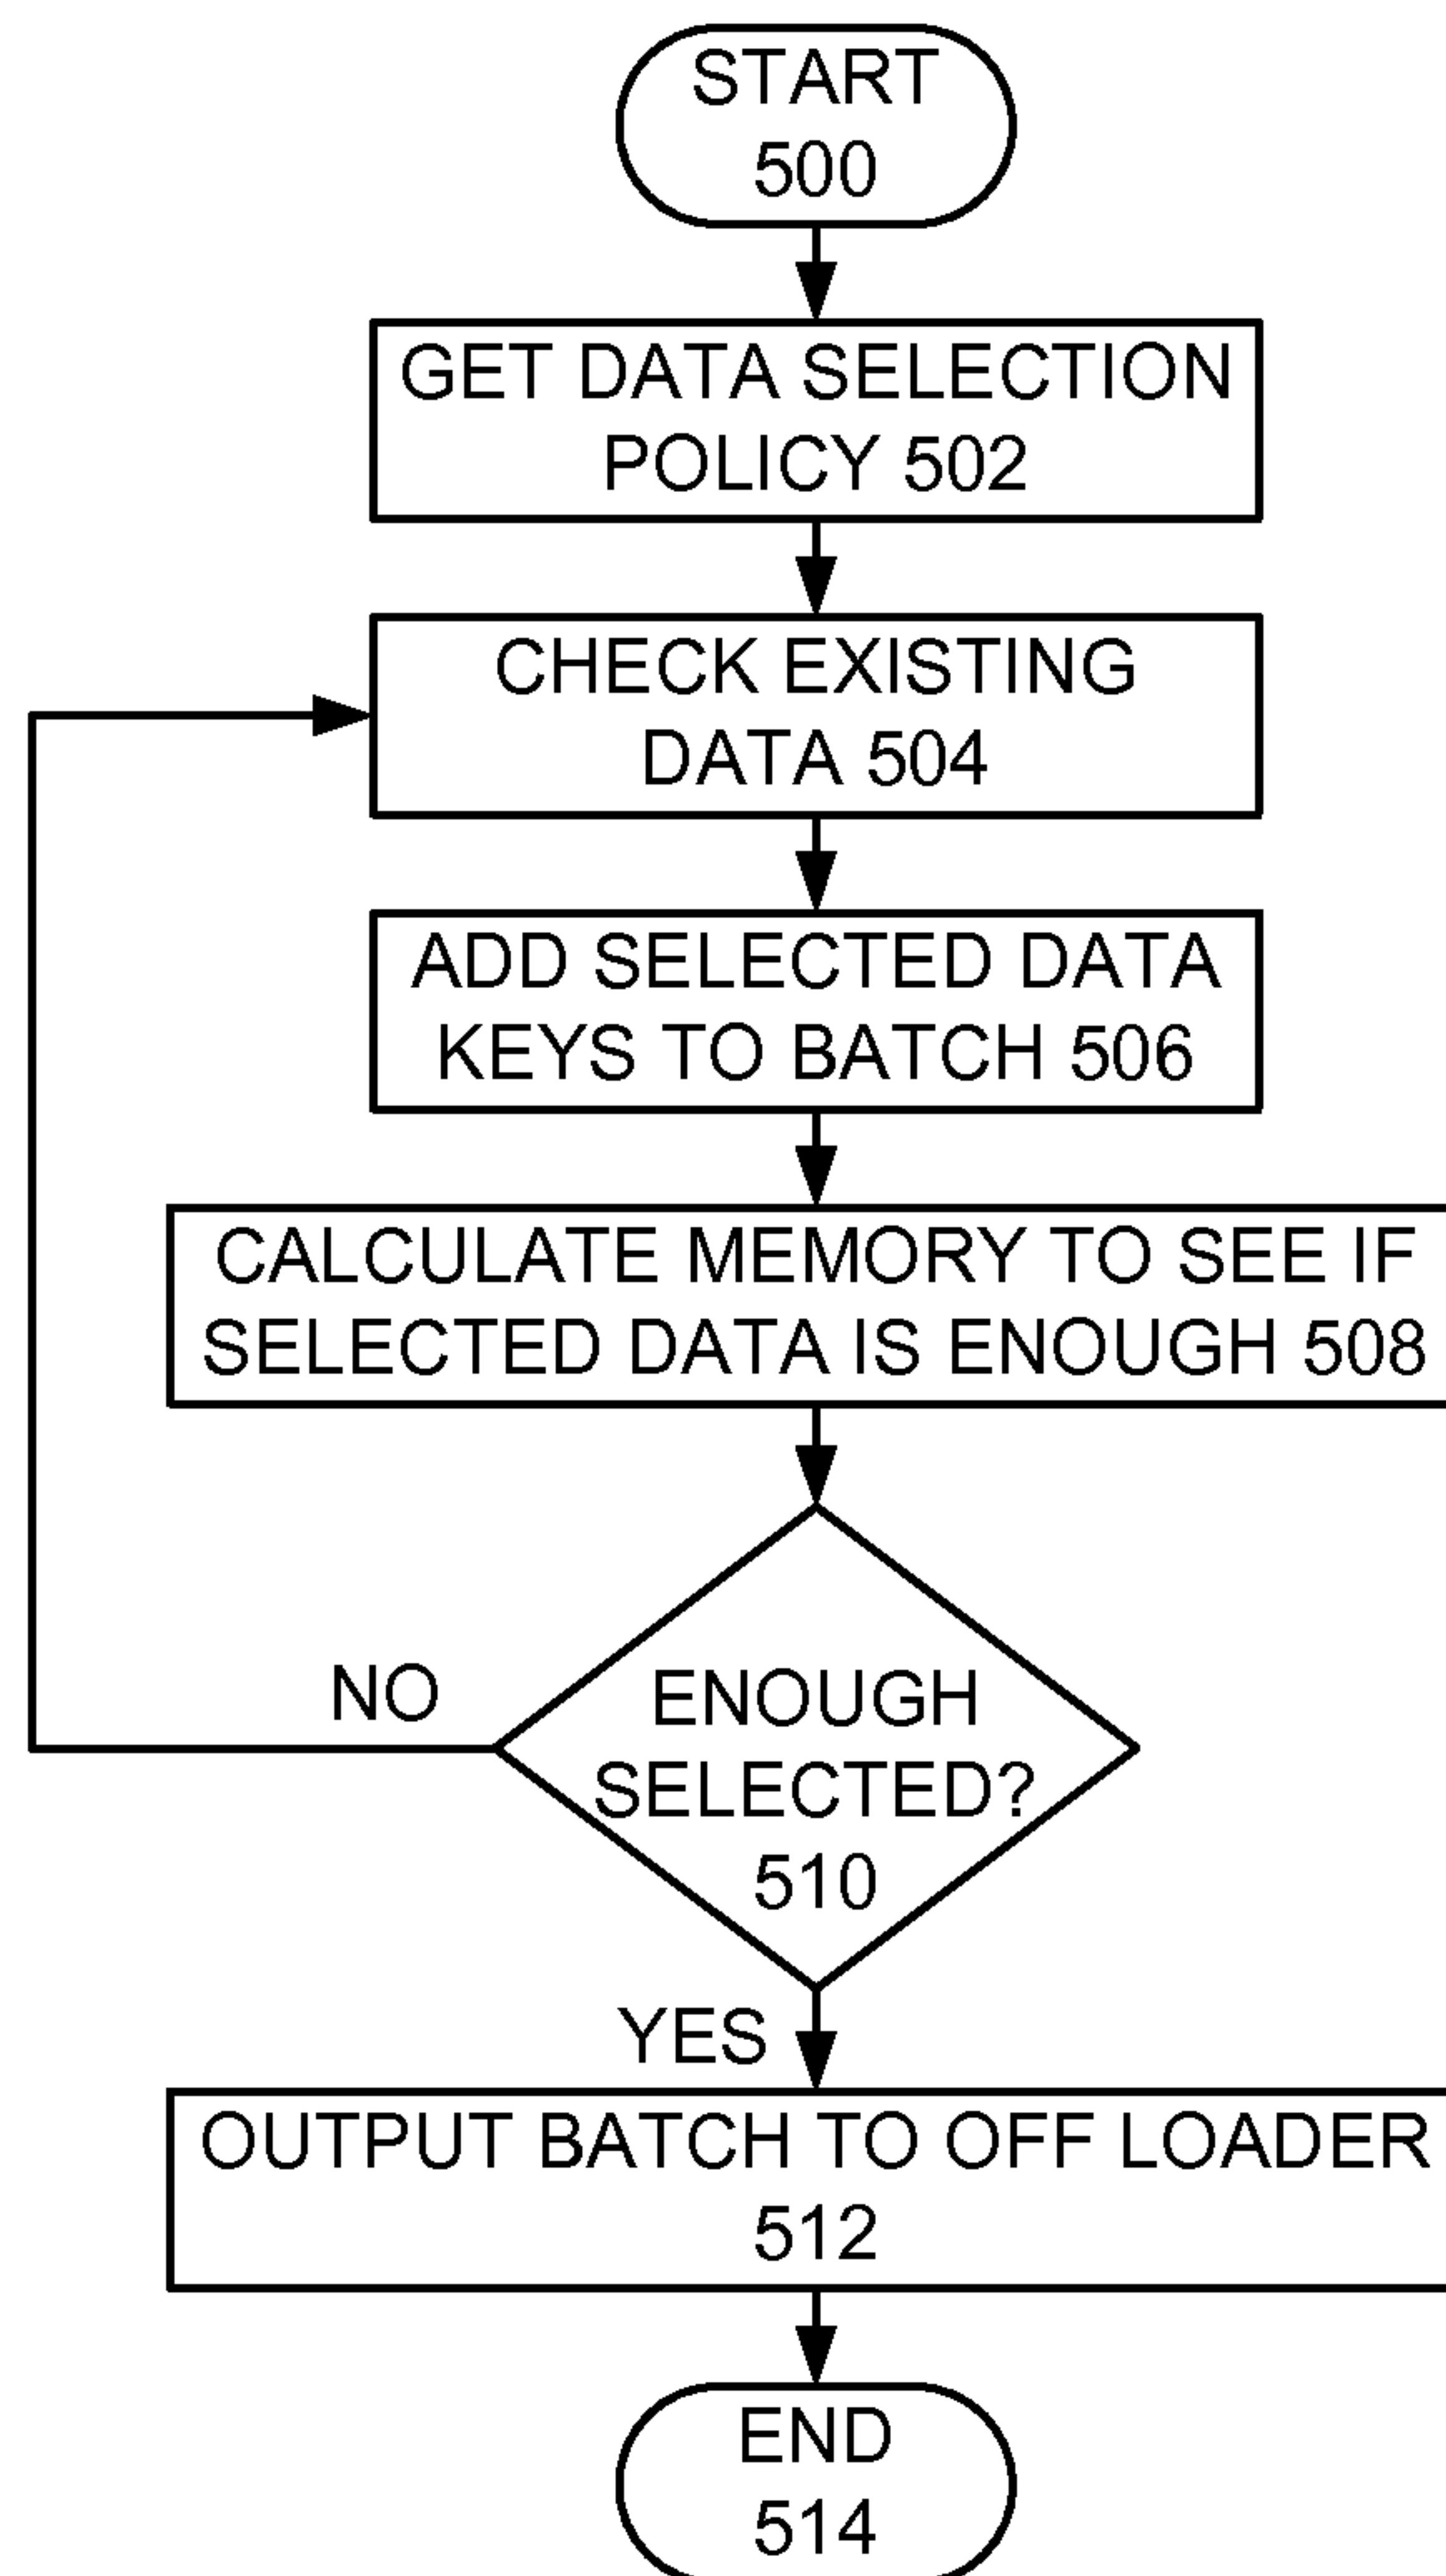 START
500
GET DATA SELECTION
POLICY 502
CHECK EXISTING
DATA 504
ADD SELECTED DATA
KEYS TO BATCH 506
CALCULATE MEMORY TO SEE IF
SELECTED DATA IS ENOUGH 508
NO
ENOUGH
SELECTED?
510
YES
OUTPUT BATCH TO OFF LOADER
512
END
514